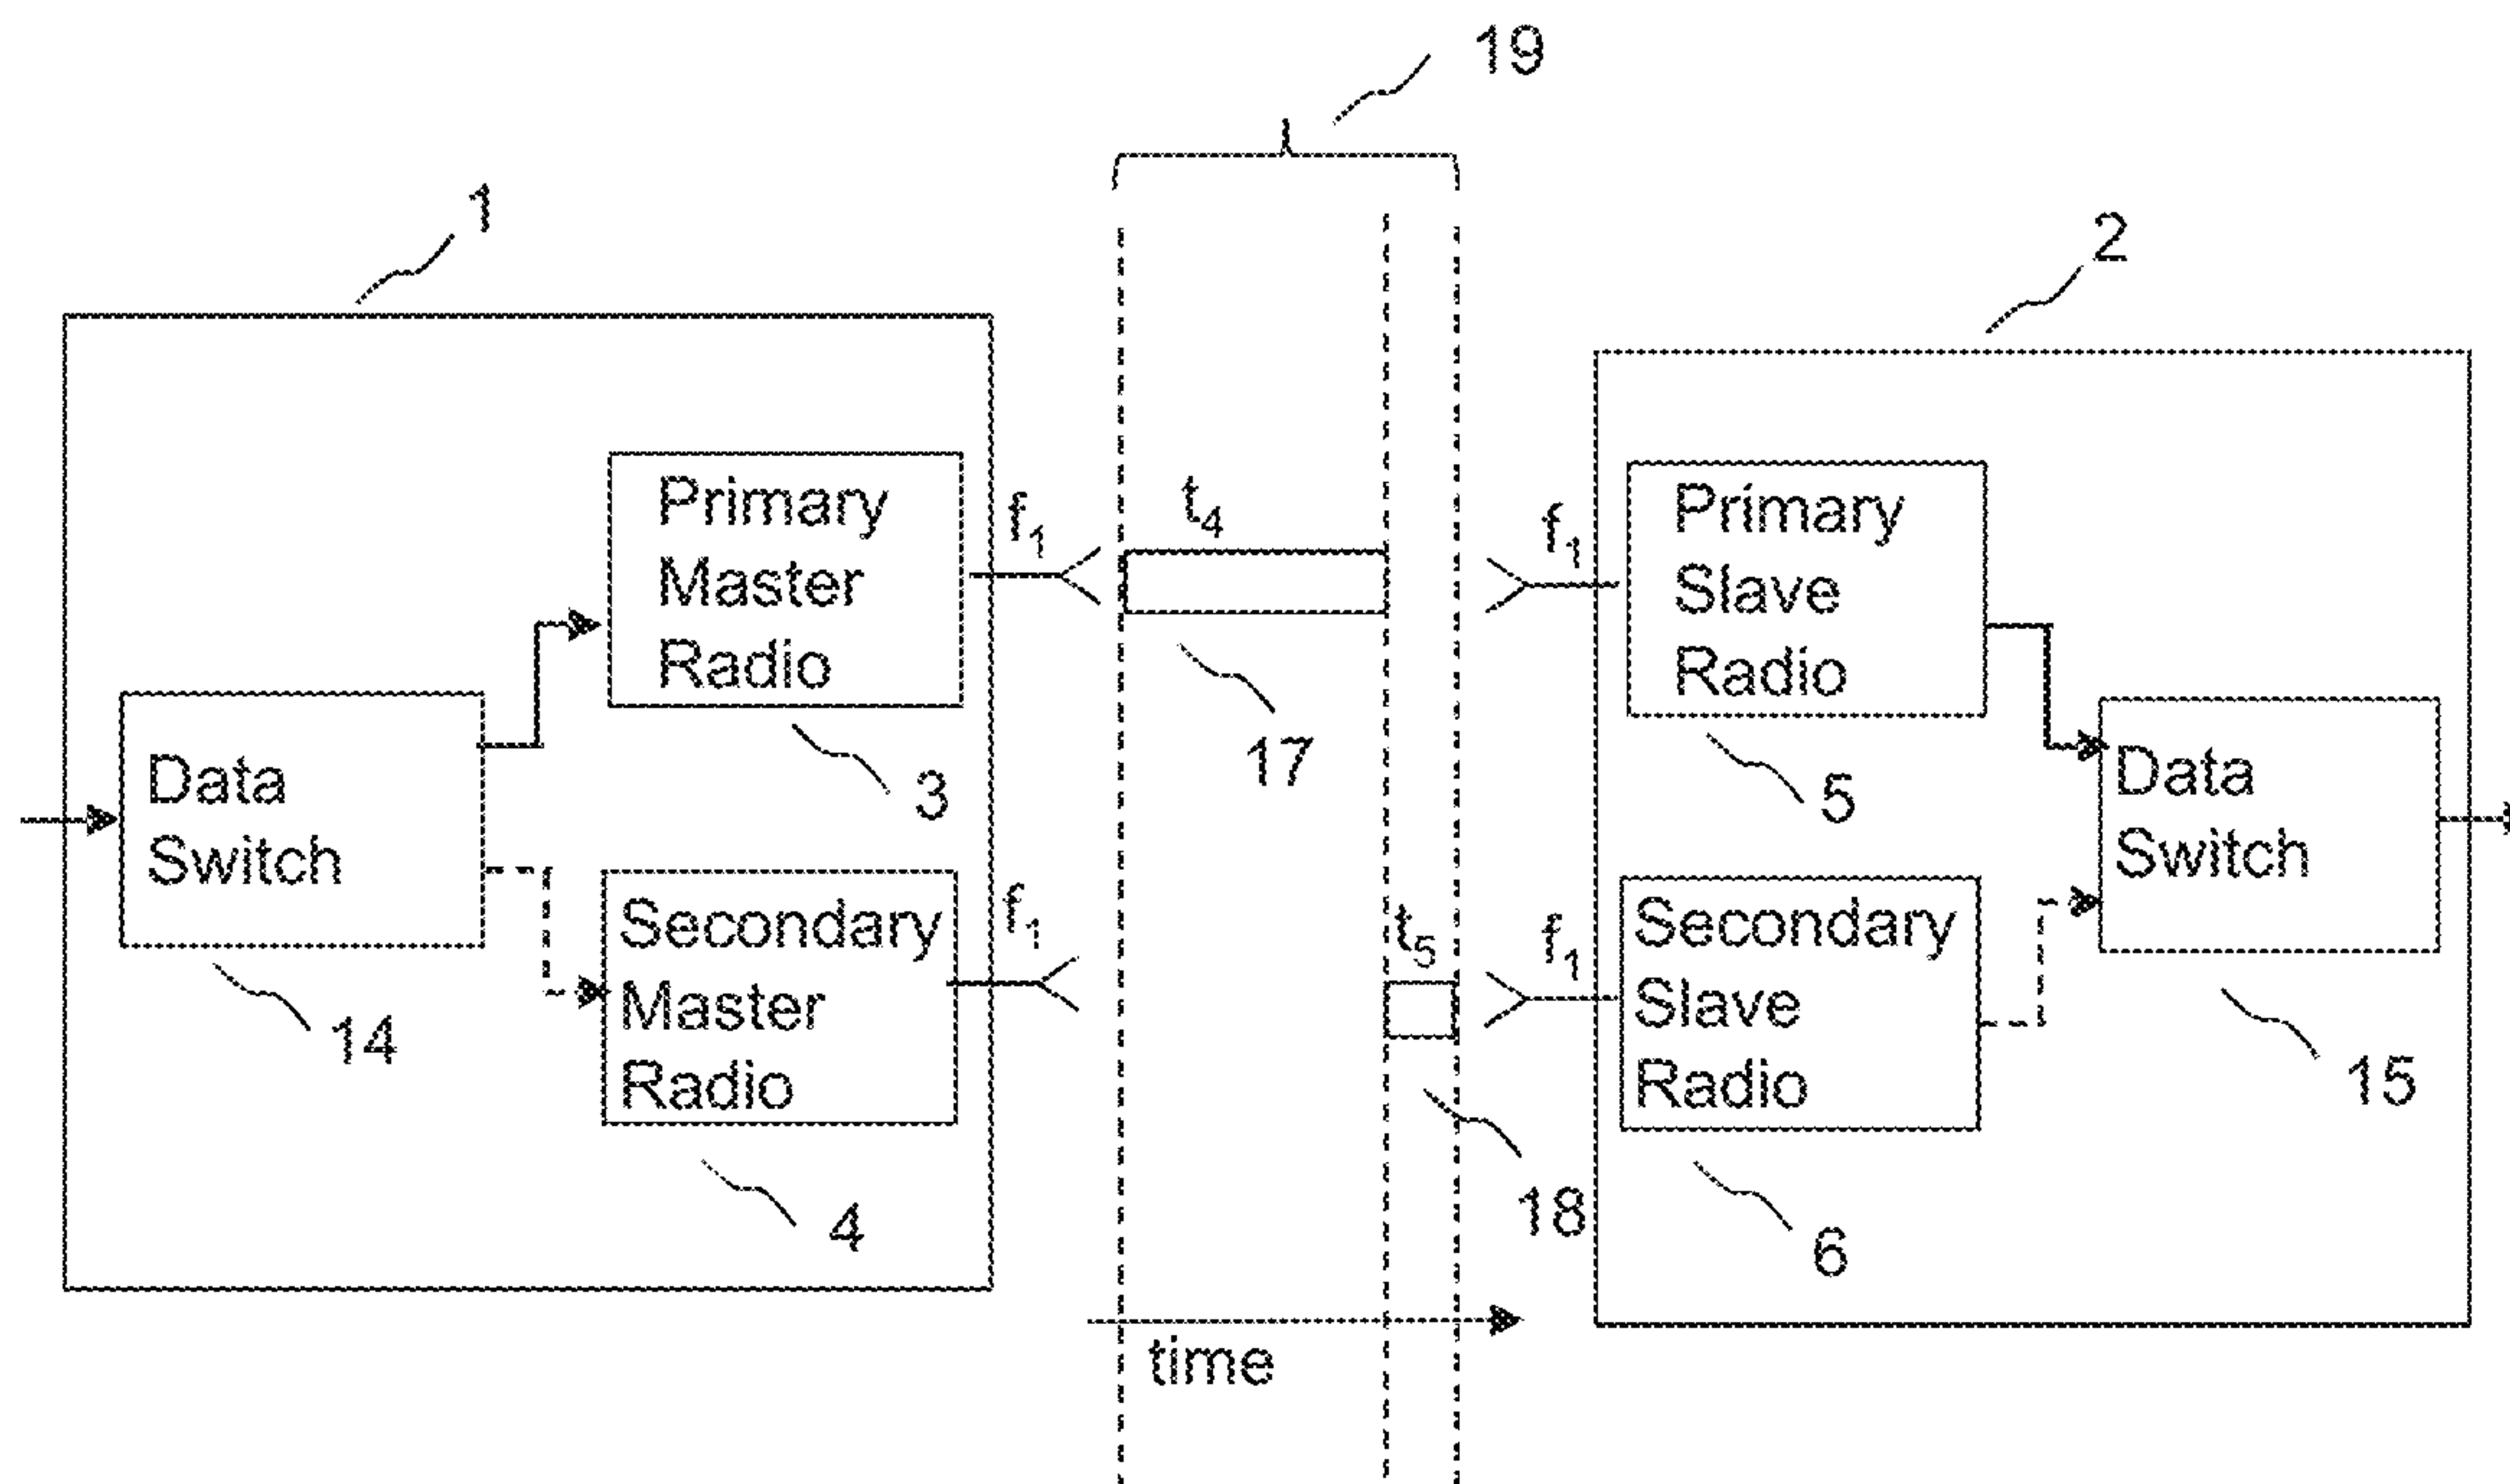 19
1
2
Primary
Master
Radio
f₁
t₄
f₁
Primary
Slave
Radio
17
3
5
Data
Switch
Data
Switch
Secondary
Master
Radio
f₁
t₅
f₁
Secondary
Slave
Radio
14
15
18
4
6
time